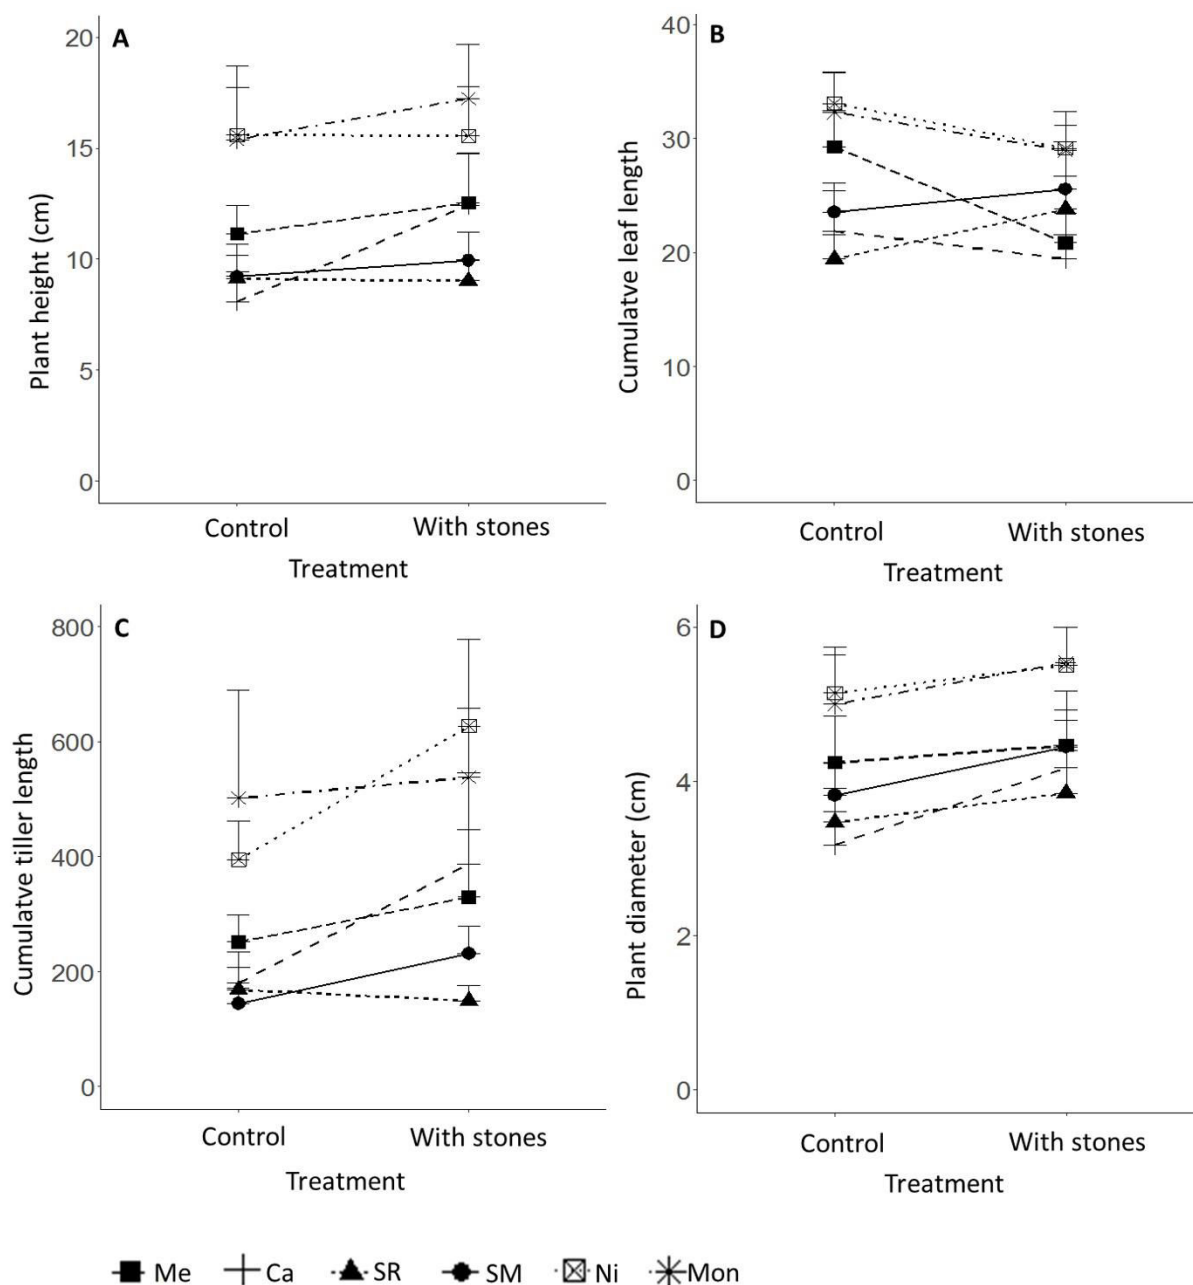 A
20
15
10
5
0
Plant height (cm)
Control With stones
Treatment
B
40
30
20
10
0
Cumulatve leaf length
Control With stones
Treatment
C
800
600
400
200
0
Cumulatve tiller length
Control With stones
Treatment
D
6
4
2
0
Plant diameter (cm)
Control With stones
Treatment
Me Ca SR SM Ni Mon